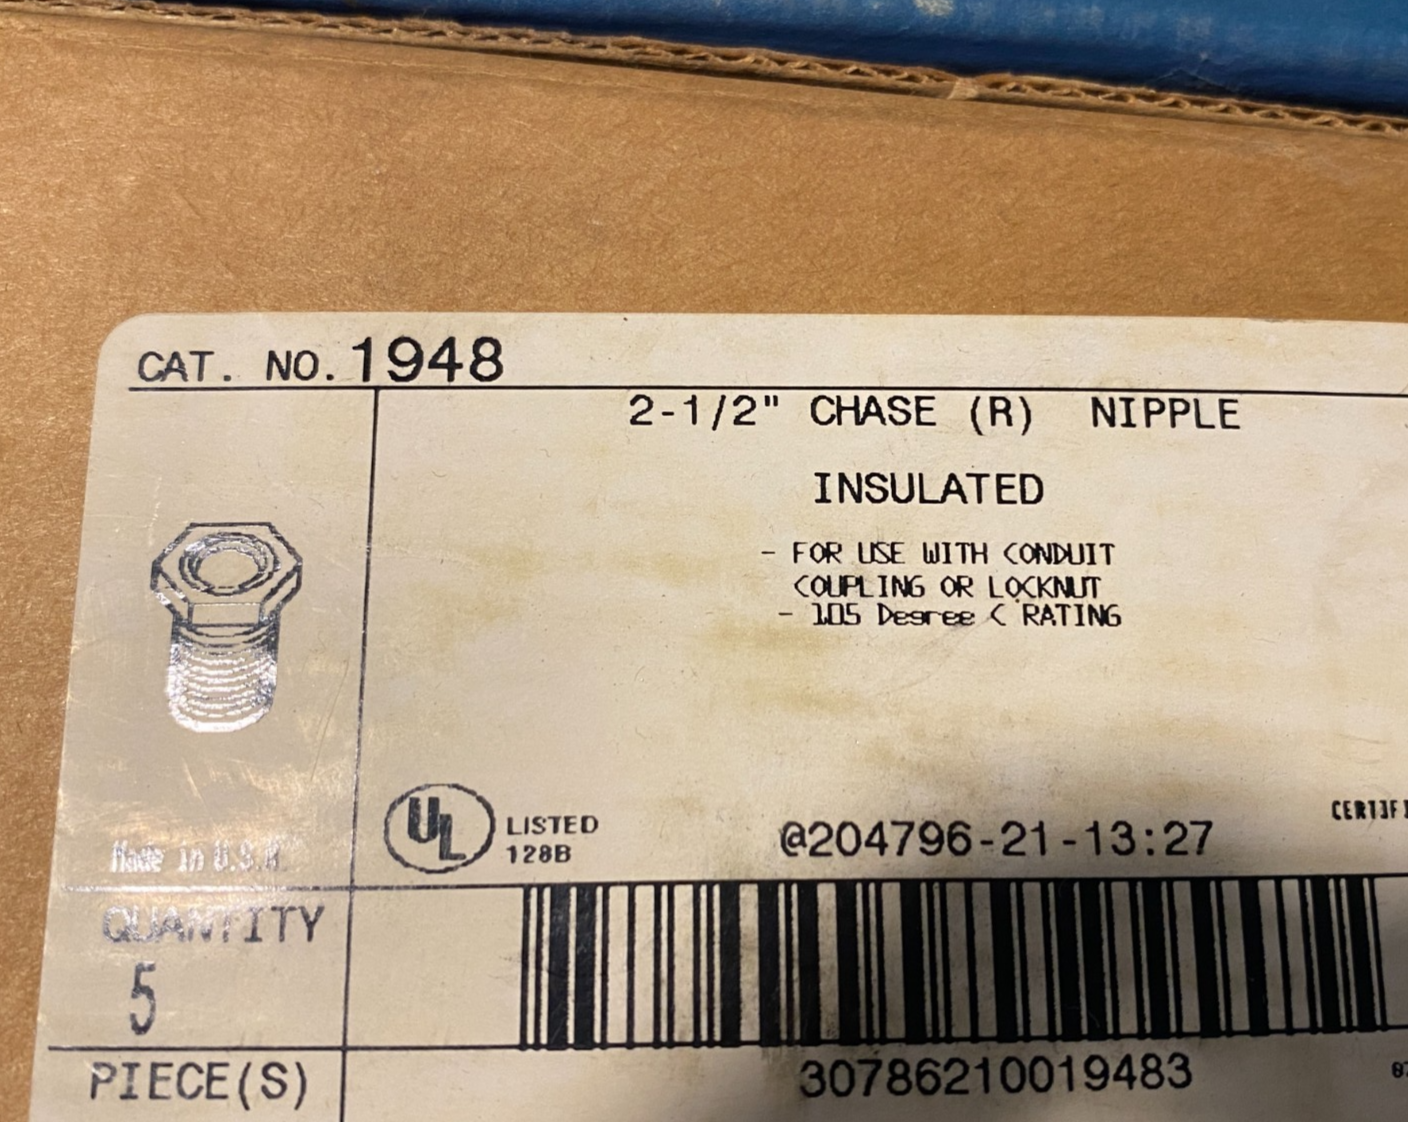 CAT. NO. 1948
2-1/2" CHASE (R) NIPPLE
INSULATED
- FOR USE WITH CONDUIT
COUPLING OR LOCKNUT
- 105 Degree C RATING
Made in U.S.A.
UL LISTED
128B
@204796-21-13:27
QUANTITY
5
PIECE(S)
30786210019483